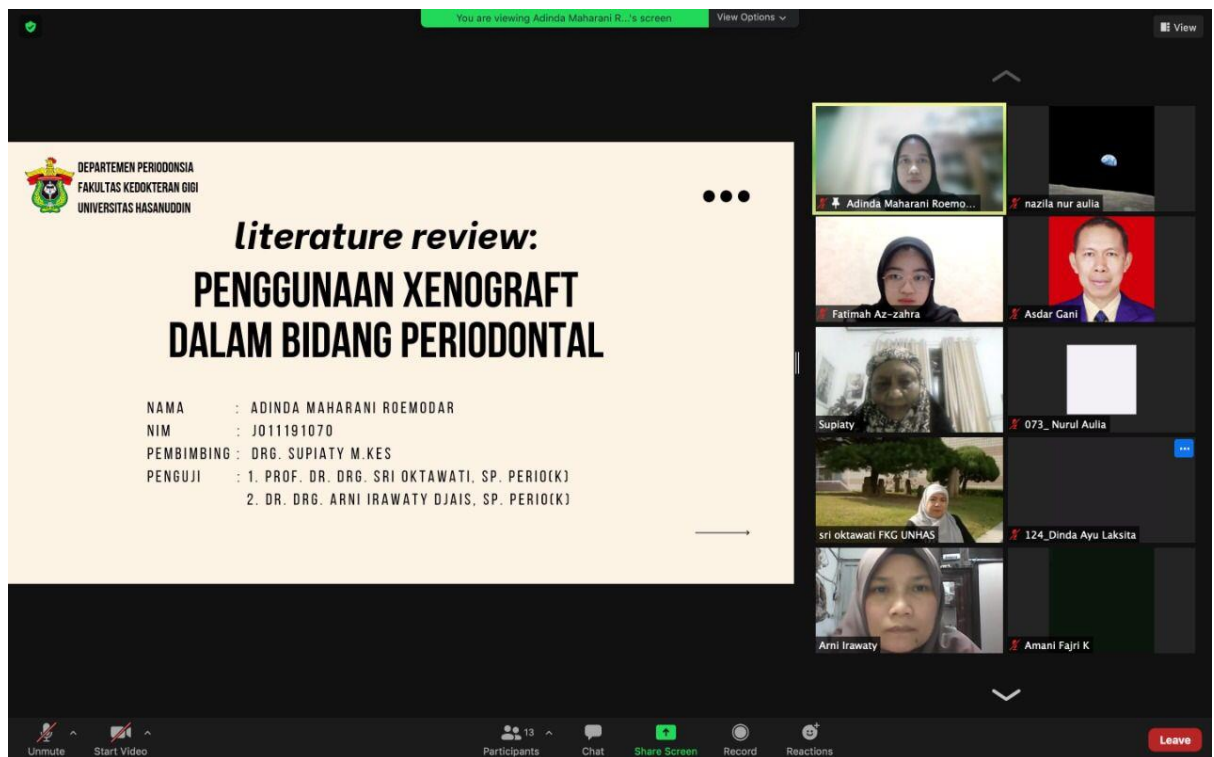 You are viewing Adinda Maharani R...'s screen
View Options
View
DEPARTEMEN PERIODONSIA
FAKULTAS KEDOKTERAN GIGI
UNIVERSITAS HASANUDDIN
literature review:
PENGGUNAAN XENOGRAFT
DALAM BIDANG PERIODONTAL
NAMA : ADINDA MAHARANI ROEMODAR
NIM : J011191070
PEMBIMBING : DRG. SUPIATY M.KES
PENGUJI : 1. PROF. DR. DRG. SRI OKTAWATI, SP. PERIO(K)
2. DR. DRG. ARNI IRAWATY DJAIS, SP. PERIO(K)
Adinda Maharani Roemo...
nazila nur aulia
Fatimah Az-zahra
Asdar Gani
Supiaty
073_ Nurul Aulia
sri oktawati FKG UNHAS
124_Dinda Ayu Laksita
Arni Irawaty
Amani Fajri K
Unmute
Start Video
Participants
13
Chat
Share Screen
Record
Reactions
Leave